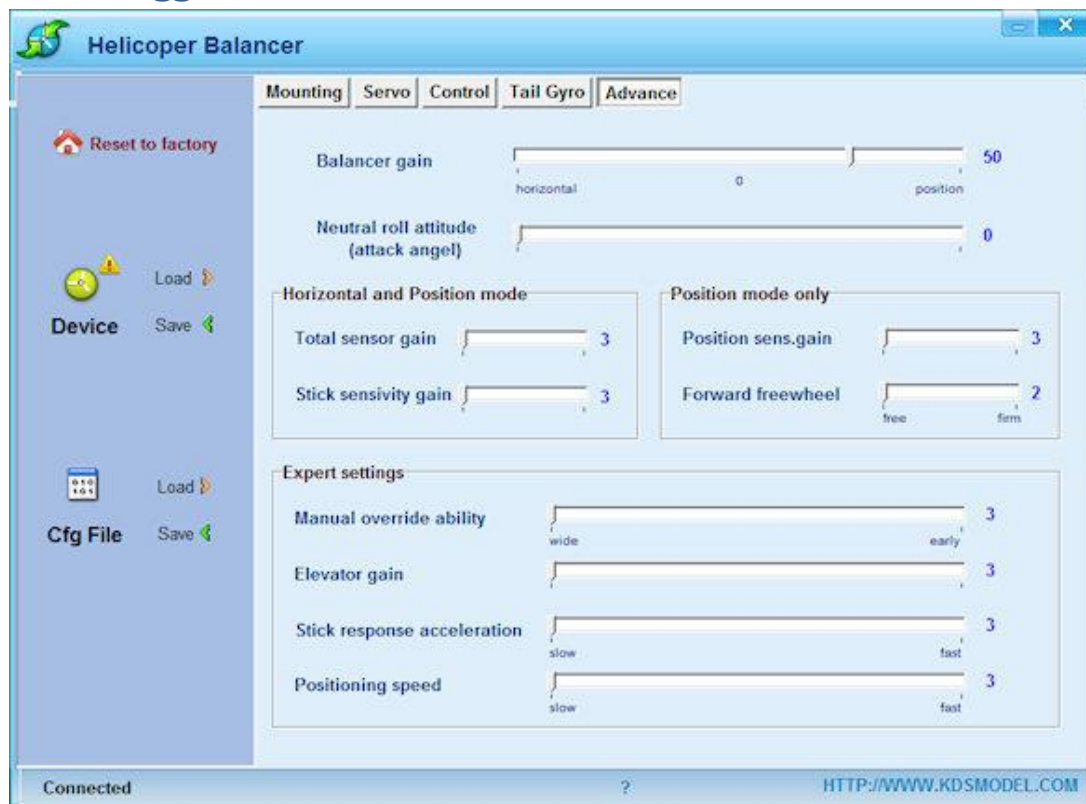 Helicoper Balancer
Mounting Servo Control Tail Gyro Advance
Reset to factory
Balancer gain 50
horizontal 0 position
Neutral roll attitude
(attack angel) 0
Device
Load
Save
Horizontal and Position mode
Total sensor gain 3
Stick sensivity gain 3
Position mode only
Position sens.gain 3
Forward freewheel 2
free firm
Cfg File
Load
Save
Expert settings
Manual override ability 3
wide early
Elevator gain 3
Stick response acceleration 3
slow fast
Positioning speed 3
slow fast
Connected ? HTTP://WWW.KDSMODEL.COM